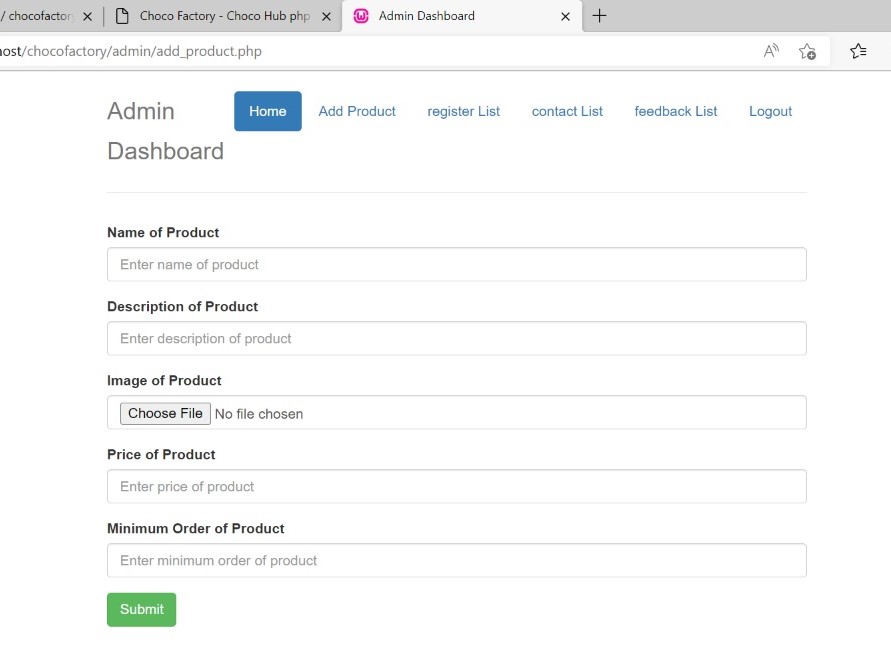 / chocofactory
Choco Factory - Choco Hub php
Admin Dashboard
ost/chocofactory/admin/add_product.php
Admin
Dashboard
Home
Add Product
register List
contact List
feedback List
Logout
Name of Product
Enter name of product
Description of Product
Enter description of product
Image of Product
Choose File No file chosen
Price of Product
Enter price of product
Minimum Order of Product
Enter minimum order of product
Submit